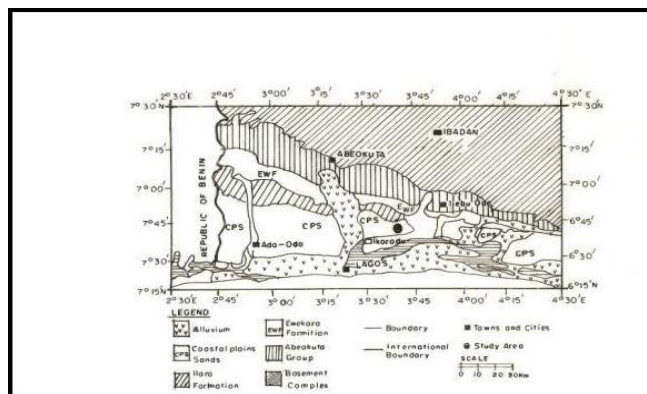 2°30'E 2°45' 3°00' 3°15' 3°30' 3°45' 4°00' 4°15' 4°30'E
7°30'N 7°30'
IBADAN
7°15' 7°15'
ABEOKUTA
7°00' EWF 7°00'
REPUBLIC OF BENIN
EWF Ijebu Ode
CPS CPS CPS 6°45'
7°45' CPS
Ado-Odo Ikorodu 6°30'
CPS
7°30' LAGOS
7°15'N 6°15'N
2°30'E 2°45' 3°00' 3°15' 3°30' 3°45' 4°00' 4°15' 4°30'E
LEGEND
Alluvium EWF Ewekoro Formition Boundary Towns and Cities
CPS Coastal plains Sands Abeokuta Group International Boundary Study Area
Ilaro Formation Basement Complex SCALE
0 10 20 30Km